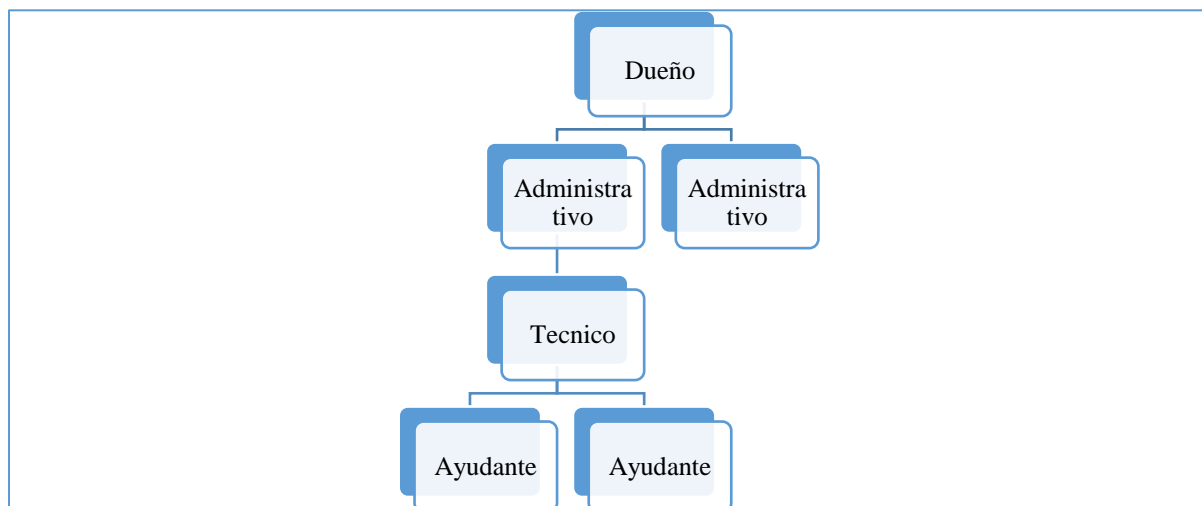 Dueño
Administra
tivo
Administra
tivo
Tecnico
Ayudante
Ayudante